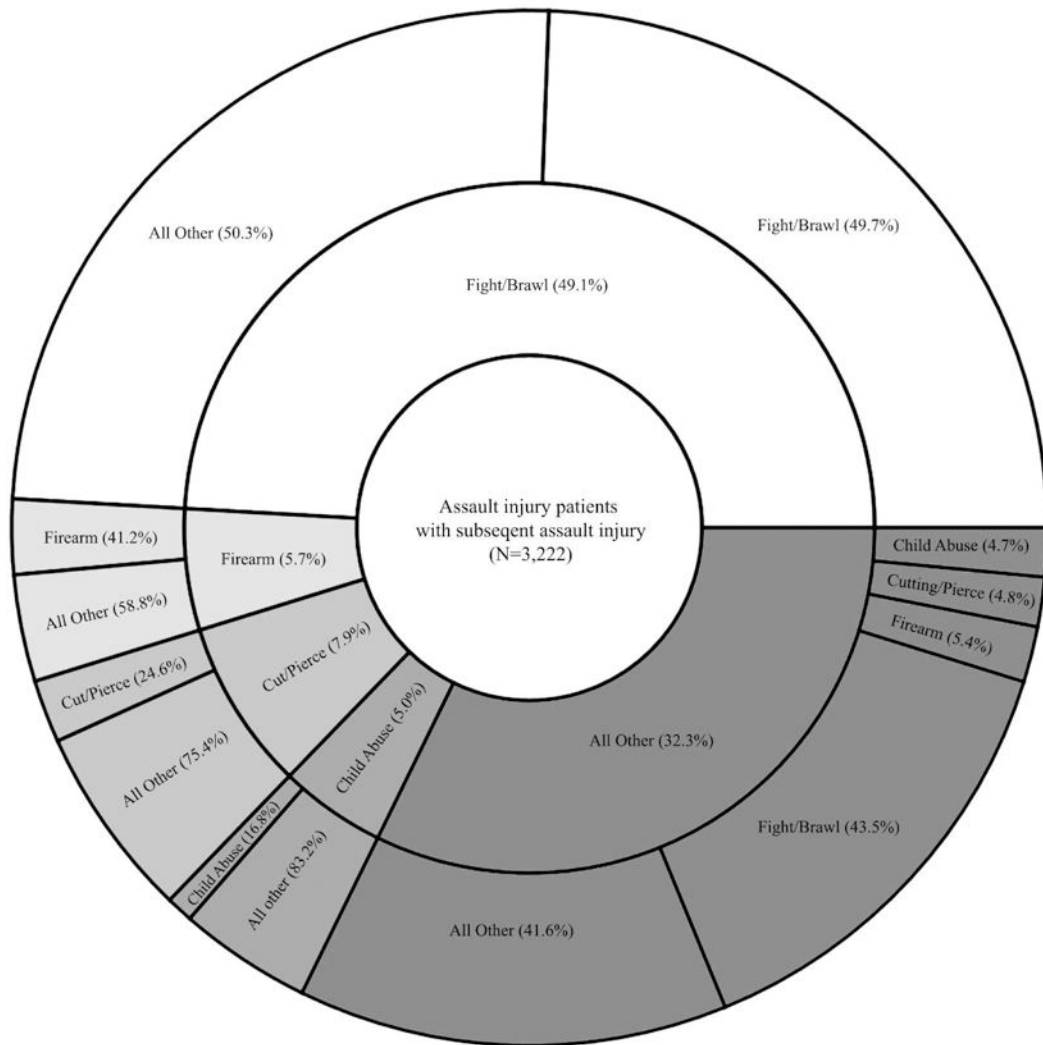 All Other (50.3%)
Fight/Brawl (49.7%)
Fight/Brawl (49.1%)
Assault injury patients
with subseqent assault injury
(N=3,222)
Firearm (41.2%)
Firearm (5.7%)
Child Abuse (4.7%)
Cutting/Pierce (4.8%)
All Other (58.8%)
Firearm (5.4%)
Cut/Pierce (24.6%)
Cut/Pierce (7.9%)
Child Abuse (5.0%)
All Other (32.3%)
All Other (75.4%)
Child Abuse (16.8%)
All other (83.2%)
Fight/Brawl (43.5%)
All Other (41.6%)